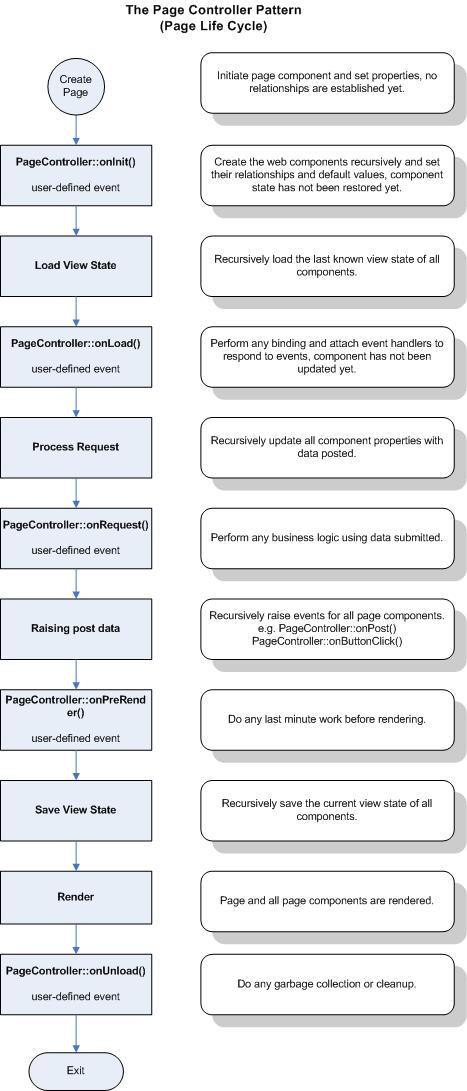 The Page Controller Pattern
(Page Life Cycle)
Create
Page
Initiate page component and set properties, no
relationships are established yet.
PageController::onInit()
user-defined event
Create the web components recursively and set
their relationships and default values, component
state has not been restored yet.
Load View State
Recursively load the last known view state of all
components.
PageController::onLoad()
user-defined event
Perform any binding and attach event handlers to
respond to events, component has not been
updated yet.
Process Request
Recursively update all component properties with
data posted.
PageController::onRequest()
user-defined event
Perform any business logic using data submitted.
Raising post data
Recursively raise events for all page components.
e.g. PageController::onPost()
PageController::onButtonClick()
PageController::onPreRend
er()
user-defined event
Do any last minute work before rendering.
Save View State
Recursively save the current view state of all
components.
Render
Page and all page components are rendered.
PageController::onUnload()
user-defined event
Do any garbage collection or cleanup.
Exit